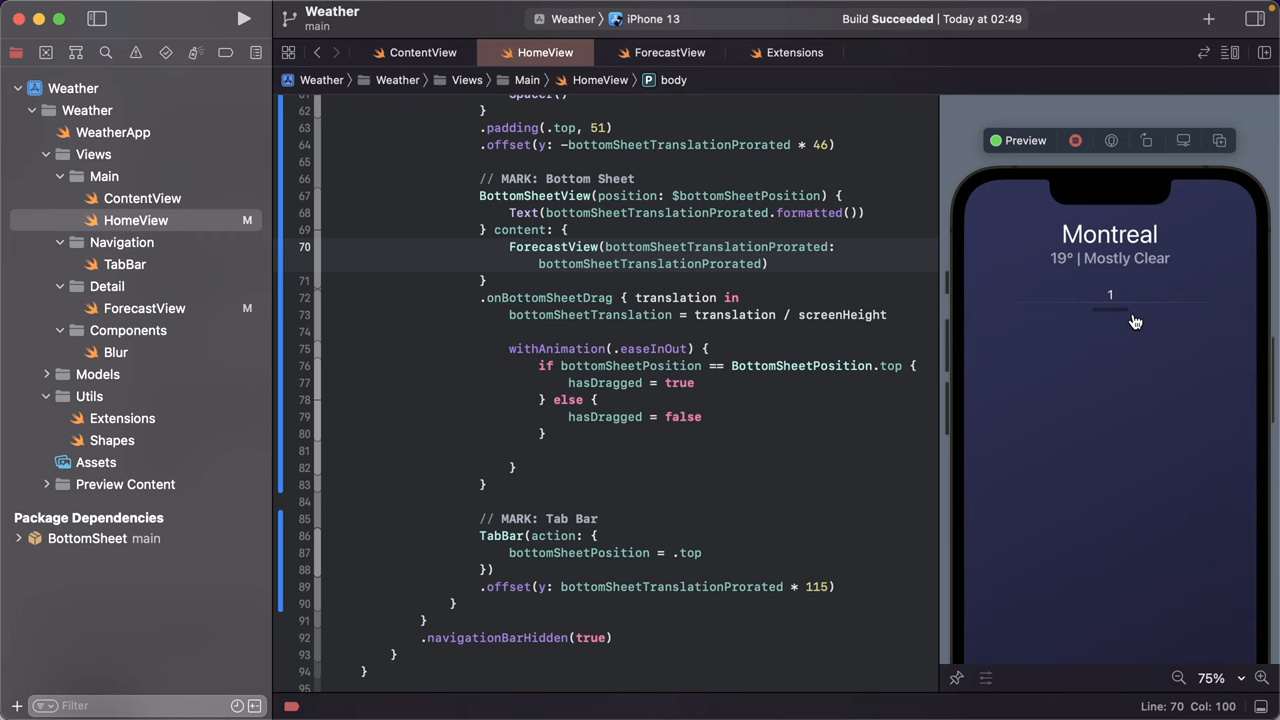 Weather
main
Weather
iPhone 13
Build Succeeded | Today at 02:49
ContentView
HomeView
ForecastView
Extensions
Weather
Weather
Views
Main
HomeView
P
body
Weather
Weather
WeatherApp
Views
Main
ContentView
HomeView
M
Navigation
TabBar
Detail
ForecastView
M
Components
Blur
Models
Utils
Extensions
Shapes
Assets
Preview Content
Package Dependencies
BottomSheet main
Filter
61 Spacer()
62 }
63 .padding(.top, 51)
64 .offset(y: -bottomSheetTranslationProrated * 46)
65
66 // MARK: Bottom Sheet
67 BottomSheetView(position: $bottomSheetPosition) {
68 Text(bottomSheetTranslationProrated.formatted())
69 } content: {
70 ForecastView(bottomSheetTranslationProrated:
bottomSheetTranslationProrated)
71 }
72 .onBottomSheetDrag { translation in
73 bottomSheetTranslation = translation / screenHeight
74
75 withAnimation(.easeInOut) {
76 if bottomSheetPosition == BottomSheetPosition.top {
77 hasDragged = true
78 } else {
79 hasDragged = false
80 }
81
82 }
83 }
84
85 // MARK: Tab Bar
86 TabBar(action: {
87 bottomSheetPosition = .top
88 })
89 .offset(y: bottomSheetTranslationProrated * 115)
90 }
91 }
92 .navigationBarHidden(true)
93 }
94 }
95
Preview
Montreal
19° | Mostly Clear
1
75%
Line: 70 Col: 100